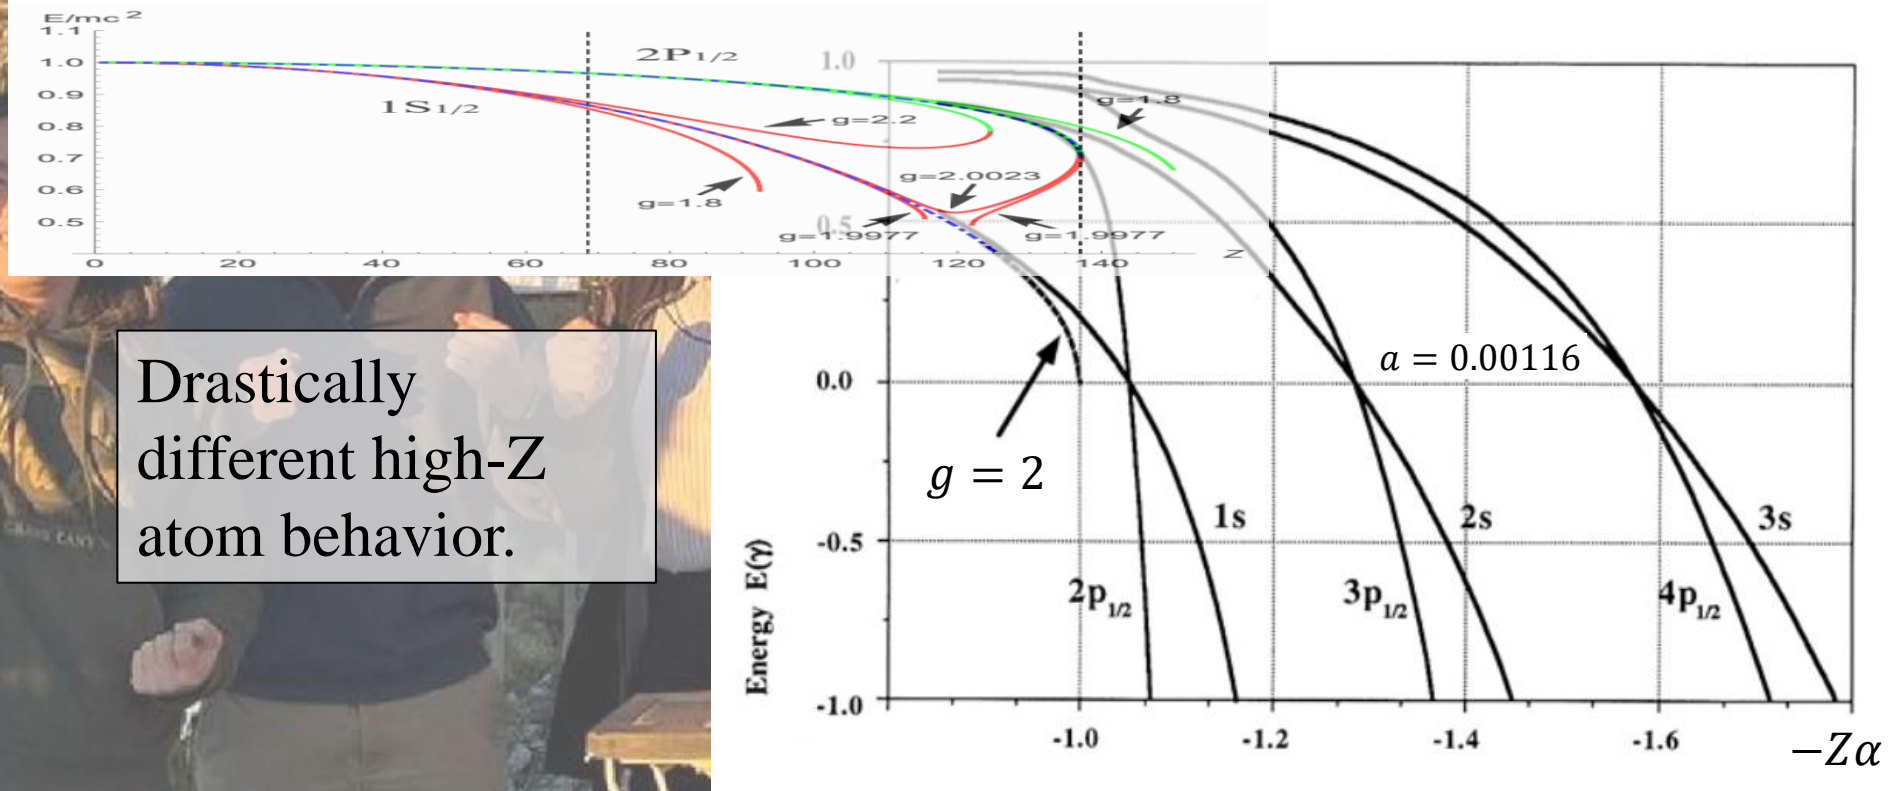 E/mc²
1.1
1.0
0.9
0.8
0.7
0.6
0.5
0
20
40
60
80
100
120
140
Z
2P1/2
1S1/2
g=2.2
g=1.8
g=1.8
g=2.0023
g=1.9977
g=1.9977
Drastically
different high-Z
atom behavior.
1.0
0.5
0.0
-0.5
-1.0
Energy E(γ)
g = 2
a = 0.00116
1s
2s
3s
2p1/2
3p1/2
4p1/2
-1.0
-1.2
-1.4
-1.6
−Zα